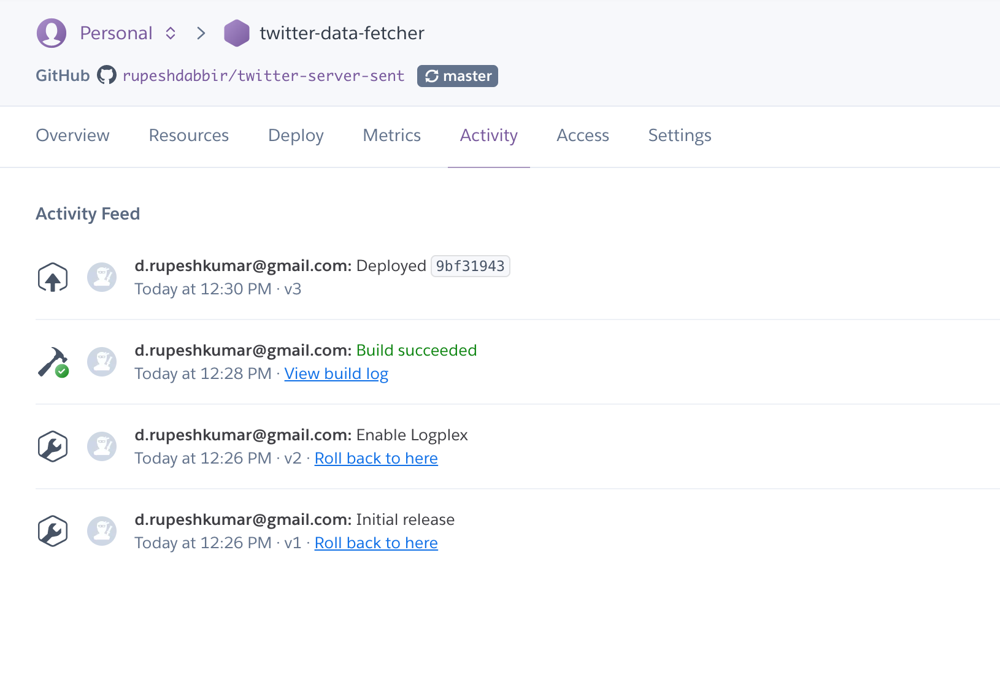 Personal > twitter-data-fetcher
GitHub rupeshdabbir/twitter-server-sent master
Overview Resources Deploy Metrics Activity Access Settings
Activity Feed
d.rupeshkumar@gmail.com: Deployed 9bf31943
Today at 12:30 PM · v3
d.rupeshkumar@gmail.com: Build succeeded
Today at 12:28 PM · View build log
d.rupeshkumar@gmail.com: Enable Logplex
Today at 12:26 PM · v2 · Roll back to here
d.rupeshkumar@gmail.com: Initial release
Today at 12:26 PM · v1 · Roll back to here